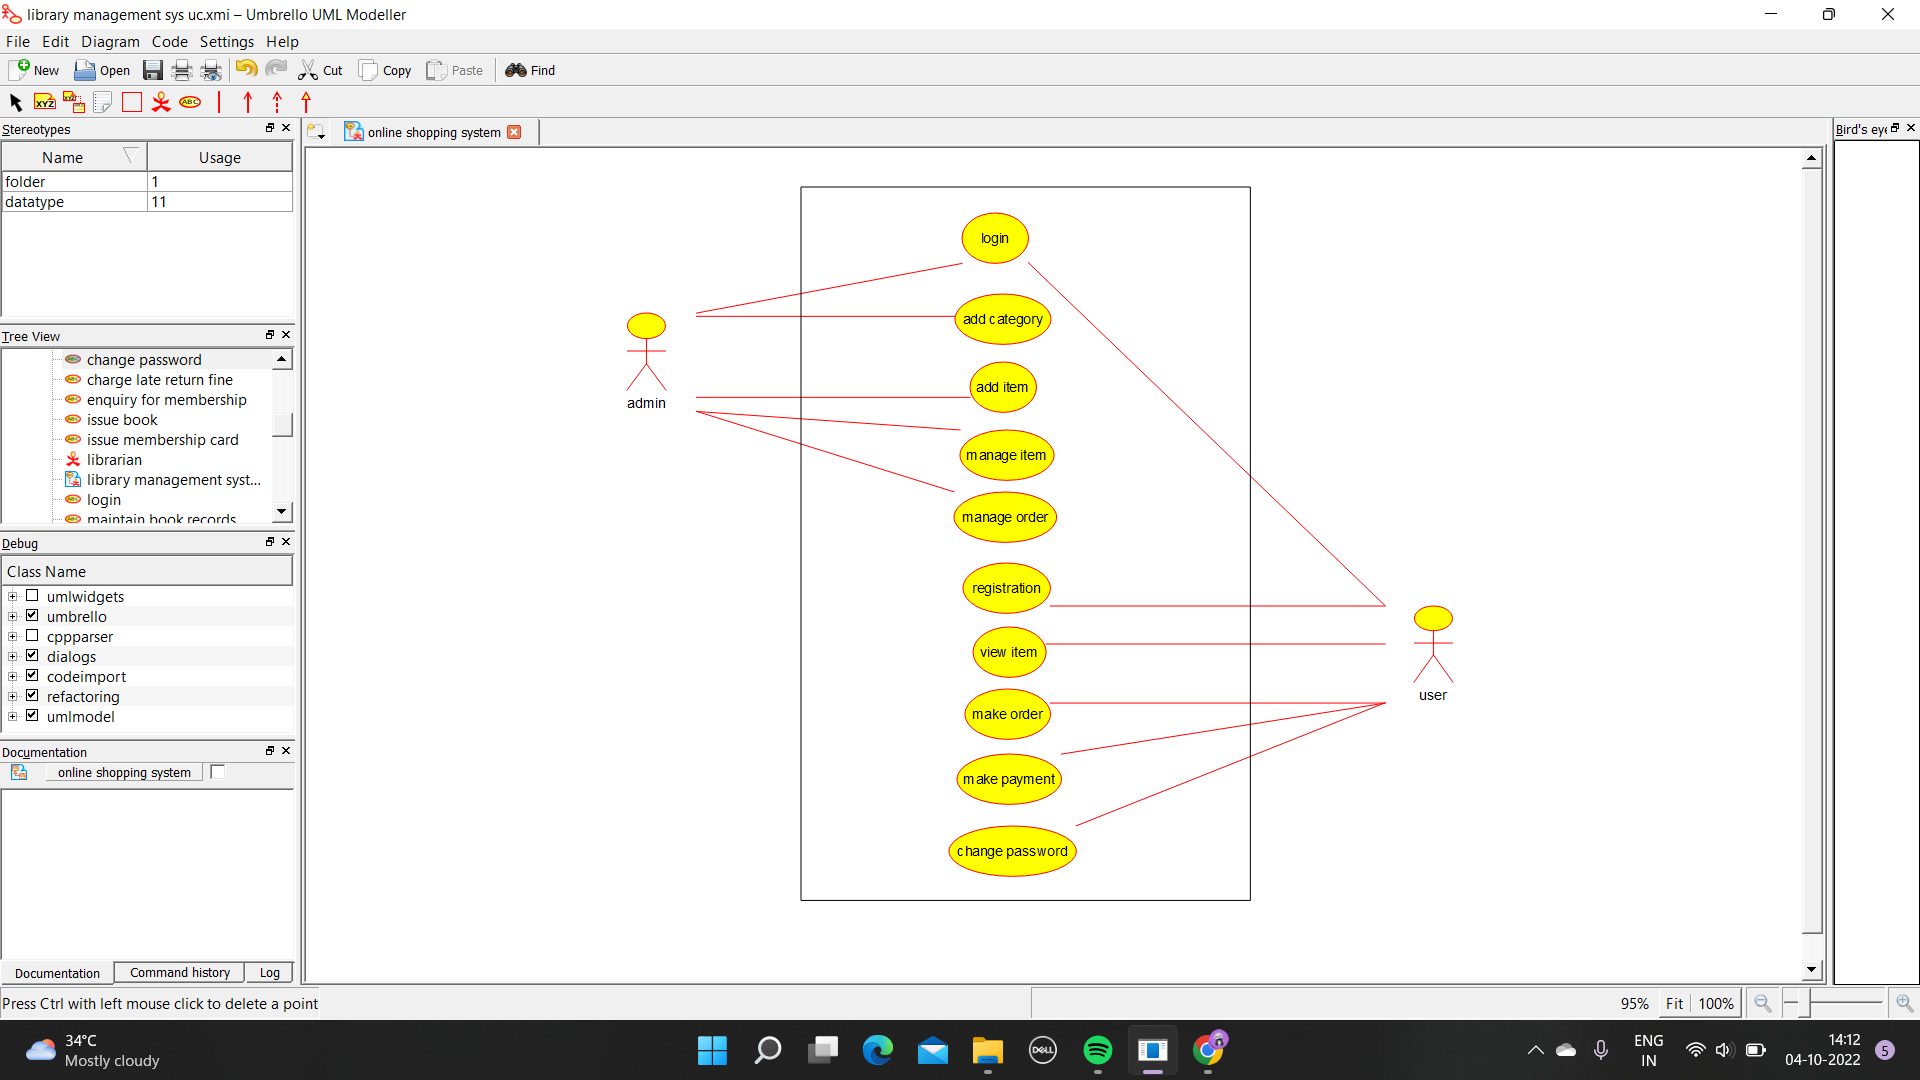 library management sys uc.xmi – Umbrello UML Modeller
File Edit Diagram Code Settings Help
New Open Cut Copy Paste Find
XYZ XYZ ABC
Stereotypes
Name Usage
folder 1
datatype 11
Tree View
change password
charge late return fine
enquiry for membership
issue book
issue membership card
librarian
library management syst...
login
maintain book records
Debug
Class Name
umlwidgets
umbrello
cppparser
dialogs
codeimport
refactoring
umlmodel
Documentation
online shopping system
Documentation Command history Log
Press Ctrl with left mouse click to delete a point
online shopping system
login
add category
add item
manage item
manage order
registration
view item
make order
make payment
change password
admin
user
Bird's eye
95% Fit 100%
34°C
Mostly cloudy
DELL
ENG
IN
14:12
04-10-2022
5